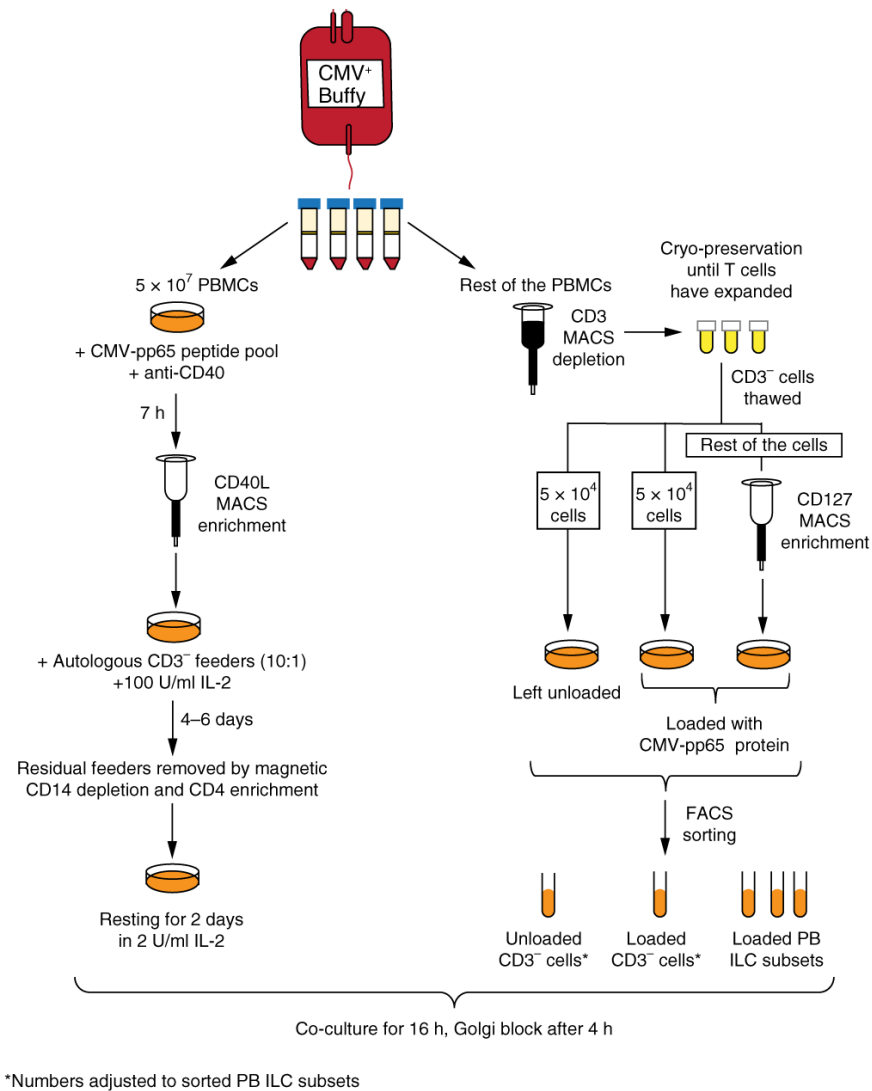 CMV⁺
Buffy
5 × 10⁷ PBMCs
+ CMV-pp65 peptide pool
+ anti-CD40
7 h
CD40L
MACS
enrichment
+ Autologous CD3⁻ feeders (10:1)
+100 U/ml IL-2
4–6 days
Residual feeders removed by magnetic
CD14 depletion and CD4 enrichment
Resting for 2 days
in 2 U/ml IL-2
Rest of the PBMCs
CD3
MACS
depletion
Cryo-preservation
until T cells
have expanded
CD3⁻ cells
thawed
Rest of the cells
5 × 10⁴
cells
5 × 10⁴
cells
CD127
MACS
enrichment
Left unloaded
Loaded with
CMV-pp65 protein
FACS
sorting
Unloaded
CD3⁻ cells*
Loaded
CD3⁻ cells*
Loaded PB
ILC subsets
Co-culture for 16 h, Golgi block after 4 h
*Numbers adjusted to sorted PB ILC subsets